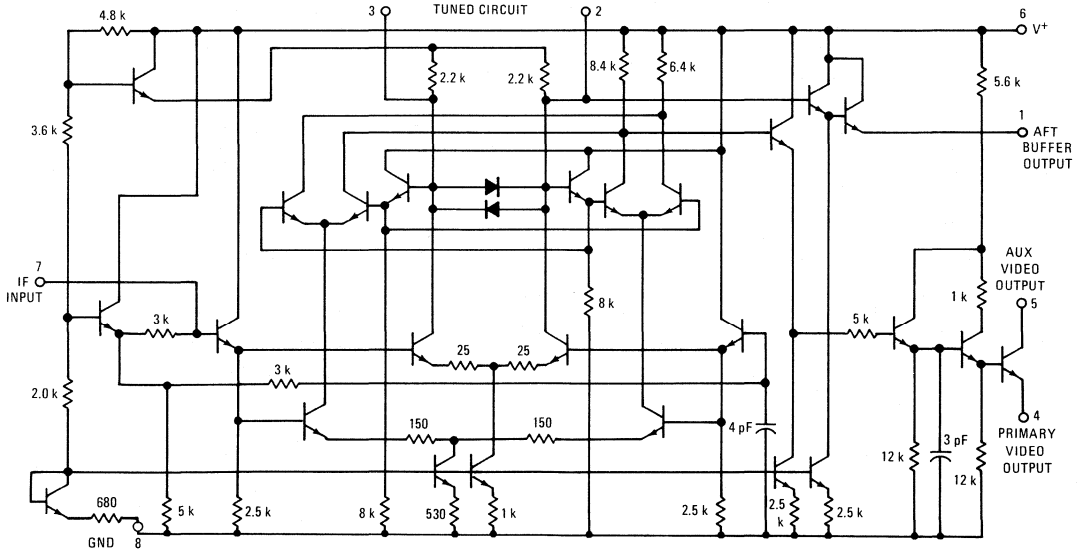 3
TUNED CIRCUIT
2
4.8 k
6
V+
2.2 k
2.2 k
8.4 k
6.4 k
5.6 k
3.6 k
1
AFT
BUFFER
OUTPUT
7
IF
INPUT
AUX
VIDEO
OUTPUT
5
8 k
1 k
3 k
5 k
25
25
3 k
2.0 k
4
PRIMARY
VIDEO
OUTPUT
150
150
4 pF
12 k
3 pF
12 k
680
5 k
2.5 k
8 k
530
1 k
2.5 k
2.5
k
2.5 k
GND
8